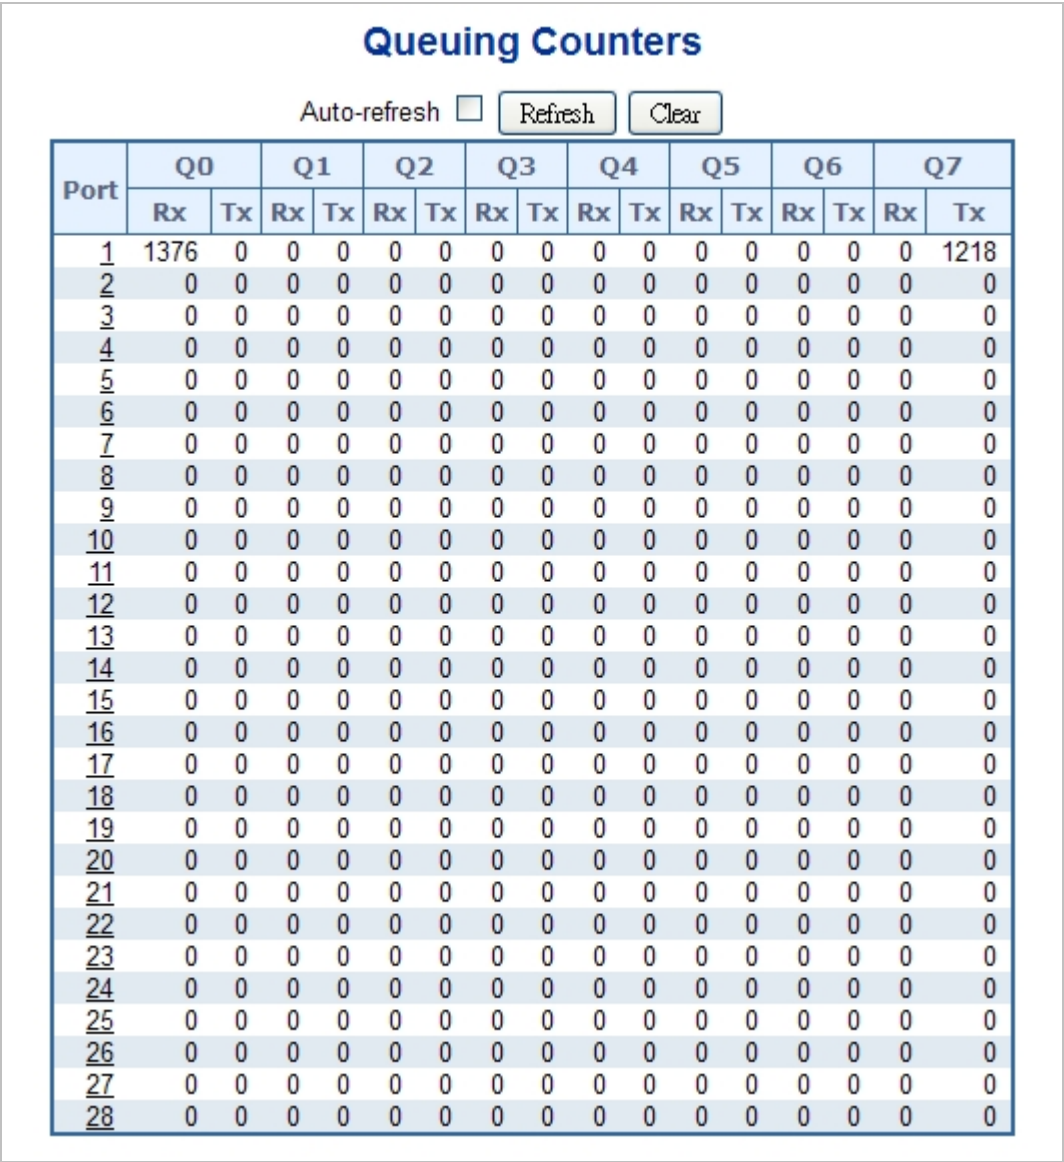 Queuing Counters
Auto-refresh Refresh Clear
Port Q0 Q1 Q2 Q3 Q4 Q5 Q6 Q7
Rx Tx Rx Tx Rx Tx Rx Tx Rx Tx Rx Tx Rx Tx Rx Tx
1 1376 0 0 0 0 0 0 0 0 0 0 0 0 0 0 1218
2 0 0 0 0 0 0 0 0 0 0 0 0 0 0 0 0
3 0 0 0 0 0 0 0 0 0 0 0 0 0 0 0 0
4 0 0 0 0 0 0 0 0 0 0 0 0 0 0 0 0
5 0 0 0 0 0 0 0 0 0 0 0 0 0 0 0 0
6 0 0 0 0 0 0 0 0 0 0 0 0 0 0 0 0
7 0 0 0 0 0 0 0 0 0 0 0 0 0 0 0 0
8 0 0 0 0 0 0 0 0 0 0 0 0 0 0 0 0
9 0 0 0 0 0 0 0 0 0 0 0 0 0 0 0 0
10 0 0 0 0 0 0 0 0 0 0 0 0 0 0 0 0
11 0 0 0 0 0 0 0 0 0 0 0 0 0 0 0 0
12 0 0 0 0 0 0 0 0 0 0 0 0 0 0 0 0
13 0 0 0 0 0 0 0 0 0 0 0 0 0 0 0 0
14 0 0 0 0 0 0 0 0 0 0 0 0 0 0 0 0
15 0 0 0 0 0 0 0 0 0 0 0 0 0 0 0 0
16 0 0 0 0 0 0 0 0 0 0 0 0 0 0 0 0
17 0 0 0 0 0 0 0 0 0 0 0 0 0 0 0 0
18 0 0 0 0 0 0 0 0 0 0 0 0 0 0 0 0
19 0 0 0 0 0 0 0 0 0 0 0 0 0 0 0 0
20 0 0 0 0 0 0 0 0 0 0 0 0 0 0 0 0
21 0 0 0 0 0 0 0 0 0 0 0 0 0 0 0 0
22 0 0 0 0 0 0 0 0 0 0 0 0 0 0 0 0
23 0 0 0 0 0 0 0 0 0 0 0 0 0 0 0 0
24 0 0 0 0 0 0 0 0 0 0 0 0 0 0 0 0
25 0 0 0 0 0 0 0 0 0 0 0 0 0 0 0 0
26 0 0 0 0 0 0 0 0 0 0 0 0 0 0 0 0
27 0 0 0 0 0 0 0 0 0 0 0 0 0 0 0 0
28 0 0 0 0 0 0 0 0 0 0 0 0 0 0 0 0